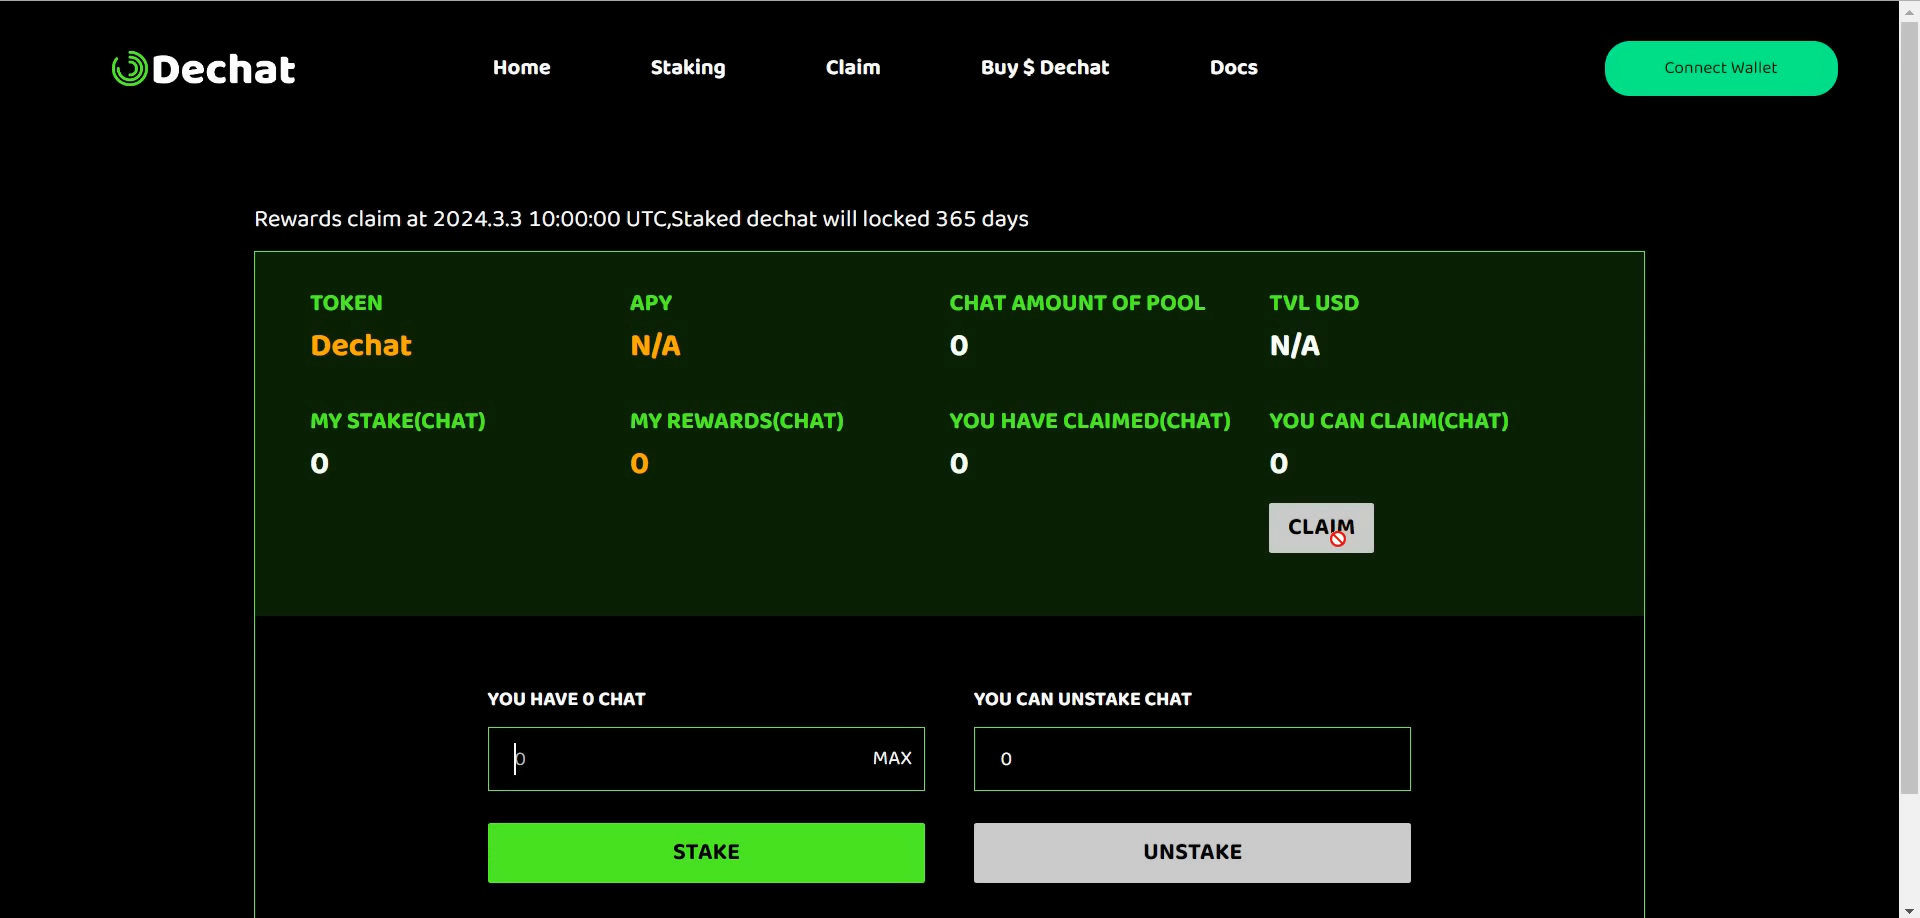 Dechat
Home Staking Claim Buy $ Dechat Docs
Connect Wallet
Rewards claim at 2024.3.3 10:00:00 UTC,Staked dechat will locked 365 days
TOKEN APY CHAT AMOUNT OF POOL TVL USD
Dechat N/A 0 N/A
MY STAKE(CHAT) MY REWARDS(CHAT) YOU HAVE CLAIMED(CHAT) YOU CAN CLAIM(CHAT)
0 0 0 0
CLAIM
YOU HAVE 0 CHAT YOU CAN UNSTAKE CHAT
0 MAX 0
STAKE UNSTAKE